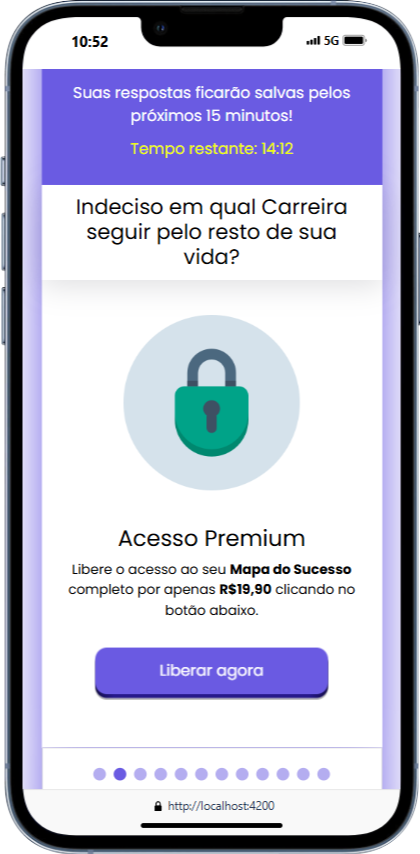 10:52
5G
Suas respostas ficarão salvas pelos
próximos 15 minutos!
Tempo restante: 14:12
Indeciso em qual Carreira
seguir pelo resto de sua
vida?
Acesso Premium
Libere o acesso ao seu Mapa do Sucesso
completo por apenas R$19,90 clicando no
botão abaixo.
Liberar agora
http://localhost:4200